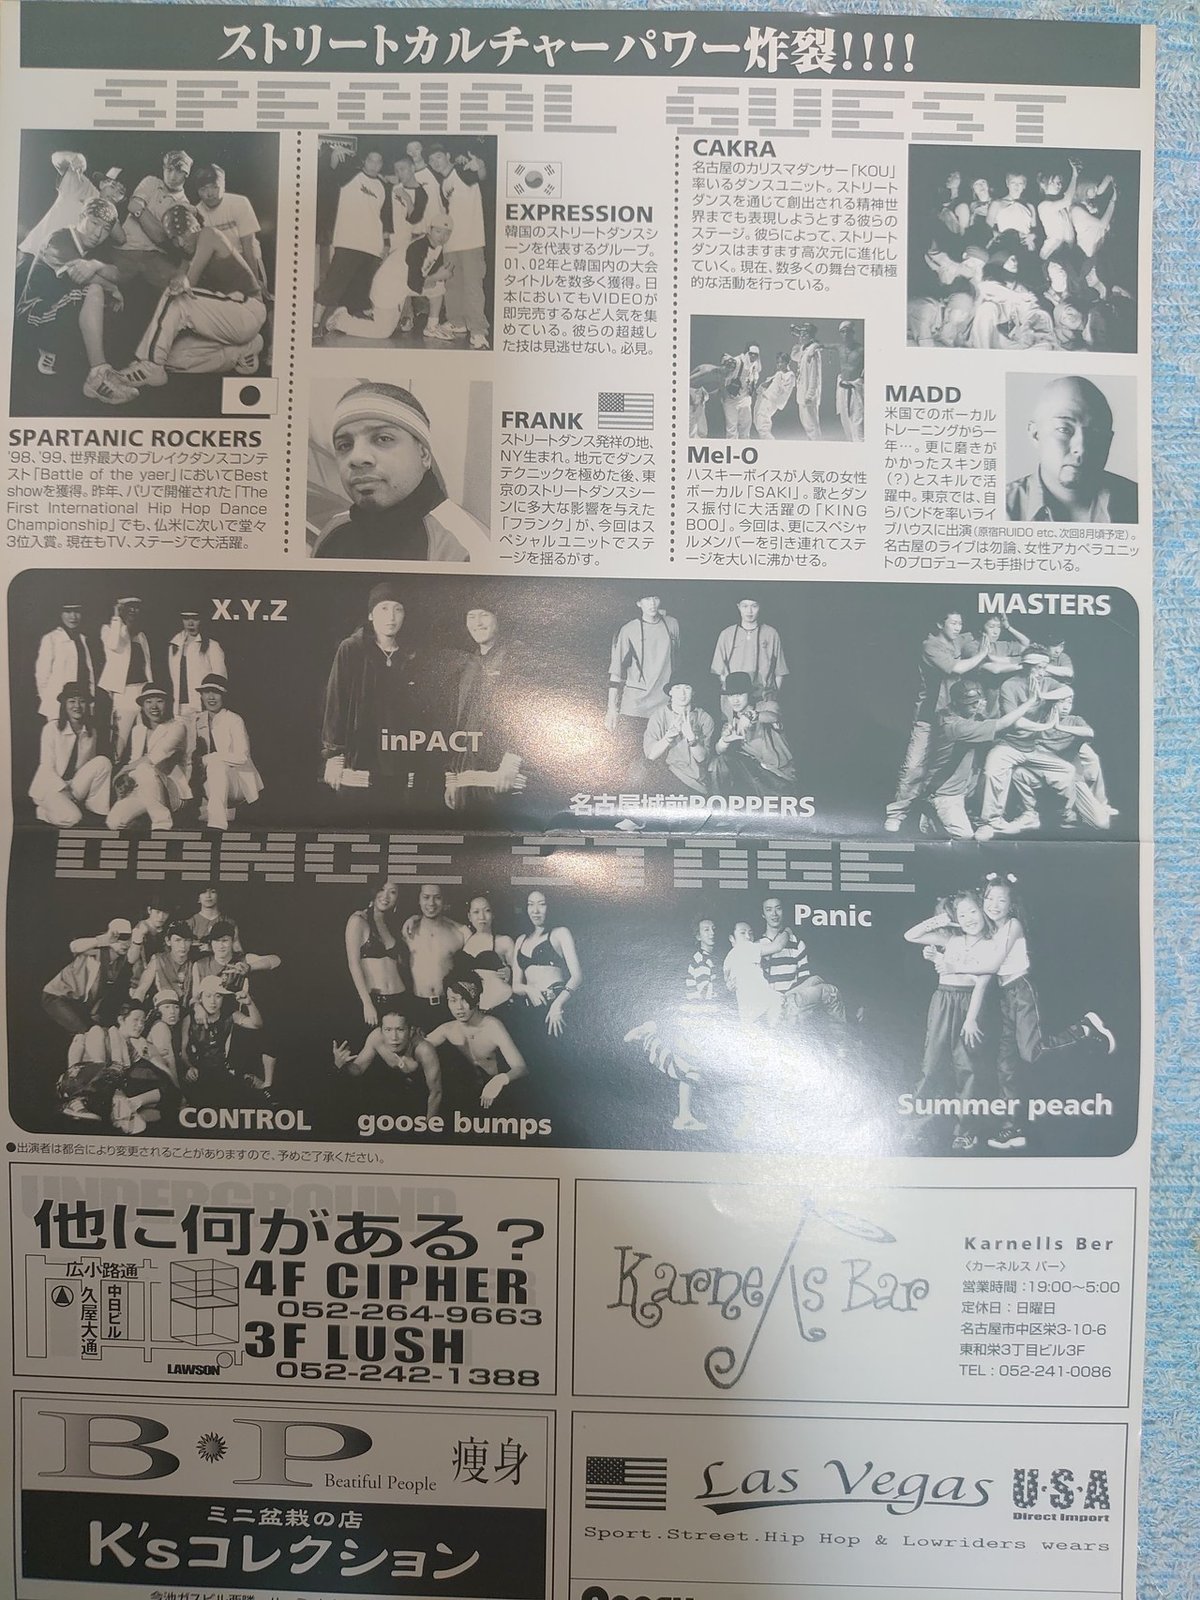 ストリートカルチャーパワー炸裂!!!!
SPECIAL GUEST
SPARTANIC ROCKERS
'98、'99、世界最大のブレイクダンスコンテ
スト「Battle of the yaer」においてBest
showを獲得。昨年、パリで開催された「The
First International Hip Hop Dance
Championship」でも、仏米に次いで堂々
3位入賞。現在もTV、ステージで大活躍。
EXPRESSION
韓国のストリートダンスシ
ーンを代表するグループ。
01、02年と韓国内の大会
タイトルを数多く獲得。日
本においてもVIDEOが
即完売するなど人気を集
めている。彼らの超越し
た技は見逃せない。必見。
FRANK
ストリートダンス発祥の地、
NY生まれ。地元でダンス
テクニックを極めた後、東
京のストリートダンスシー
ンに多大な影響を与えた
「フランク」が、今回はス
ペシャルユニットでステ
ージを揺るがす。
CAKRA
名古屋のカリスマダンサー「KOU」
率いるダンスユニット。ストリート
ダンスを通じて創出される精神世
界までも表現しようとする彼らの
ステージ。彼らによって、ストリート
ダンスはますます高次元に進化し
ていく。現在、数多くの舞台で積極
的な活動を行っている。
Mel-O
ハスキーボイスが人気の女性
ボーカル「SAKI」。歌とダン
ス振付に大活躍の「KING
BOO」。今回は、更にスペシャ
ルメンバーを引き連れてステ
ージを大いに沸かせる。
MADD
米国でのボーカル
トレーニングから一
年…。更に磨きが
かかったスキン頭
(?)とスキルで活
躍中。東京では、自
らバンドを率いライ
ブハウスに出演(原宿RUIDO etc、次回8月頃予定)。
名古屋のライブは勿論、女性アカペラユニッ
トのプロデュースも手掛けている。
X.Y.Z
inPACT
名古屋城前POPPERS
MASTERS
DANCE STAGE
CONTROL
goose bumps
Panic
Summer peach
●出演者は都合により変更されることがありますので、予めご了承ください。
UNDERGROUND
他に何がある?
広小路通
久屋大通
中日ビル
LAWSON
4F CIPHER
052-264-9663
3F LUSH
052-242-1388
Karnells Bar
Karnells Ber
〈カーネルス バー〉
営業時間:19:00〜5:00
定休日:日曜日
名古屋市中区栄3-10-6
東和栄3丁目ビル3F
TEL:052-241-0086
B P
Beatiful People
痩身
ミニ盆栽の店
K'sコレクション
Las Vegas
U・S・A
Direct Import
Sport.Street.Hip Hop & Lowriders wears